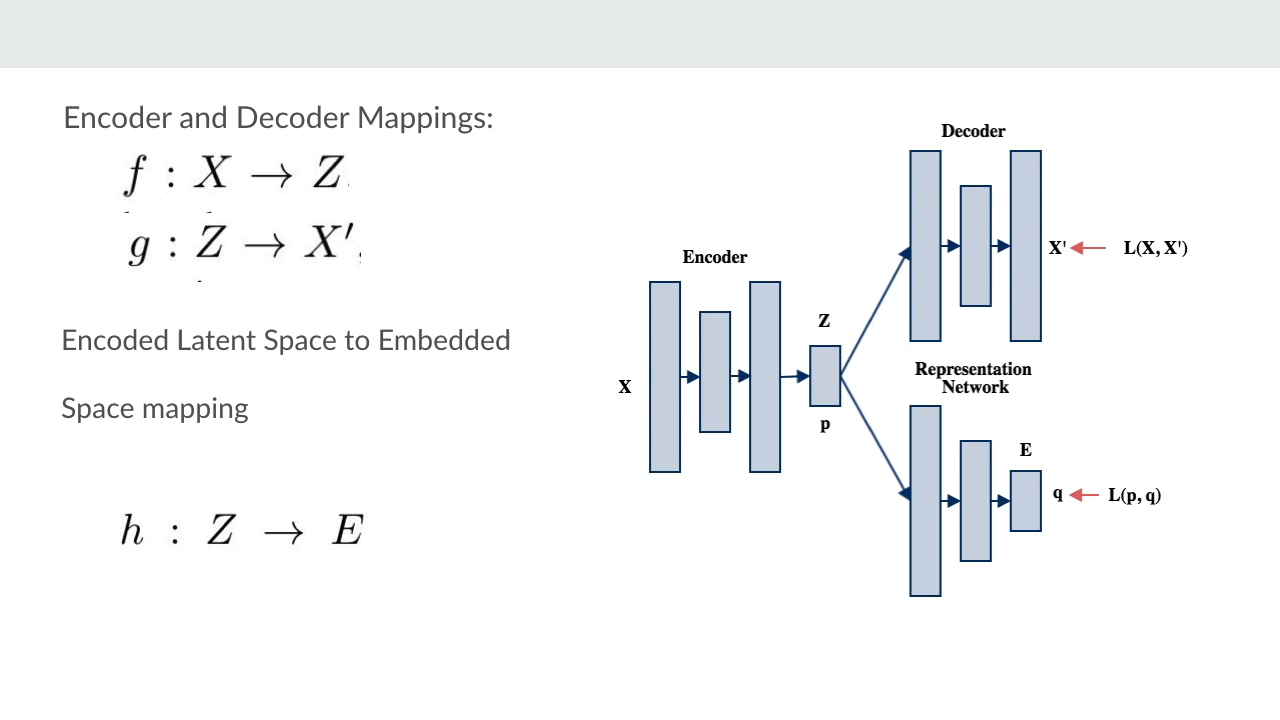 Encoder and Decoder Mappings:
f : X → Z
g : Z → X′
Encoded Latent Space to Embedded
Space mapping
h : Z → E
Encoder
X
Z
p
Decoder
X'
L(X, X')
Representation
Network
E
q
L(p, q)